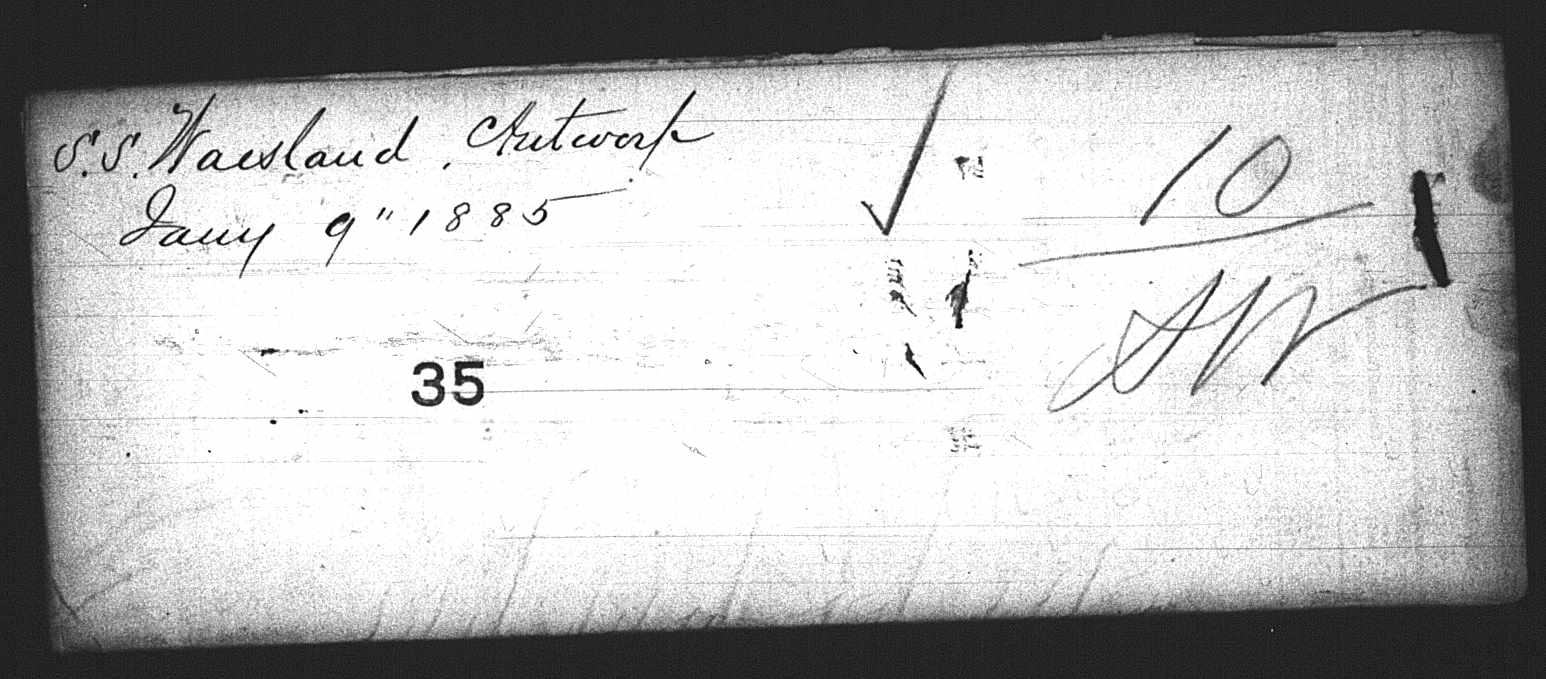 S.S. Waesland, Antwerp
Jany 9" 1885
10
35